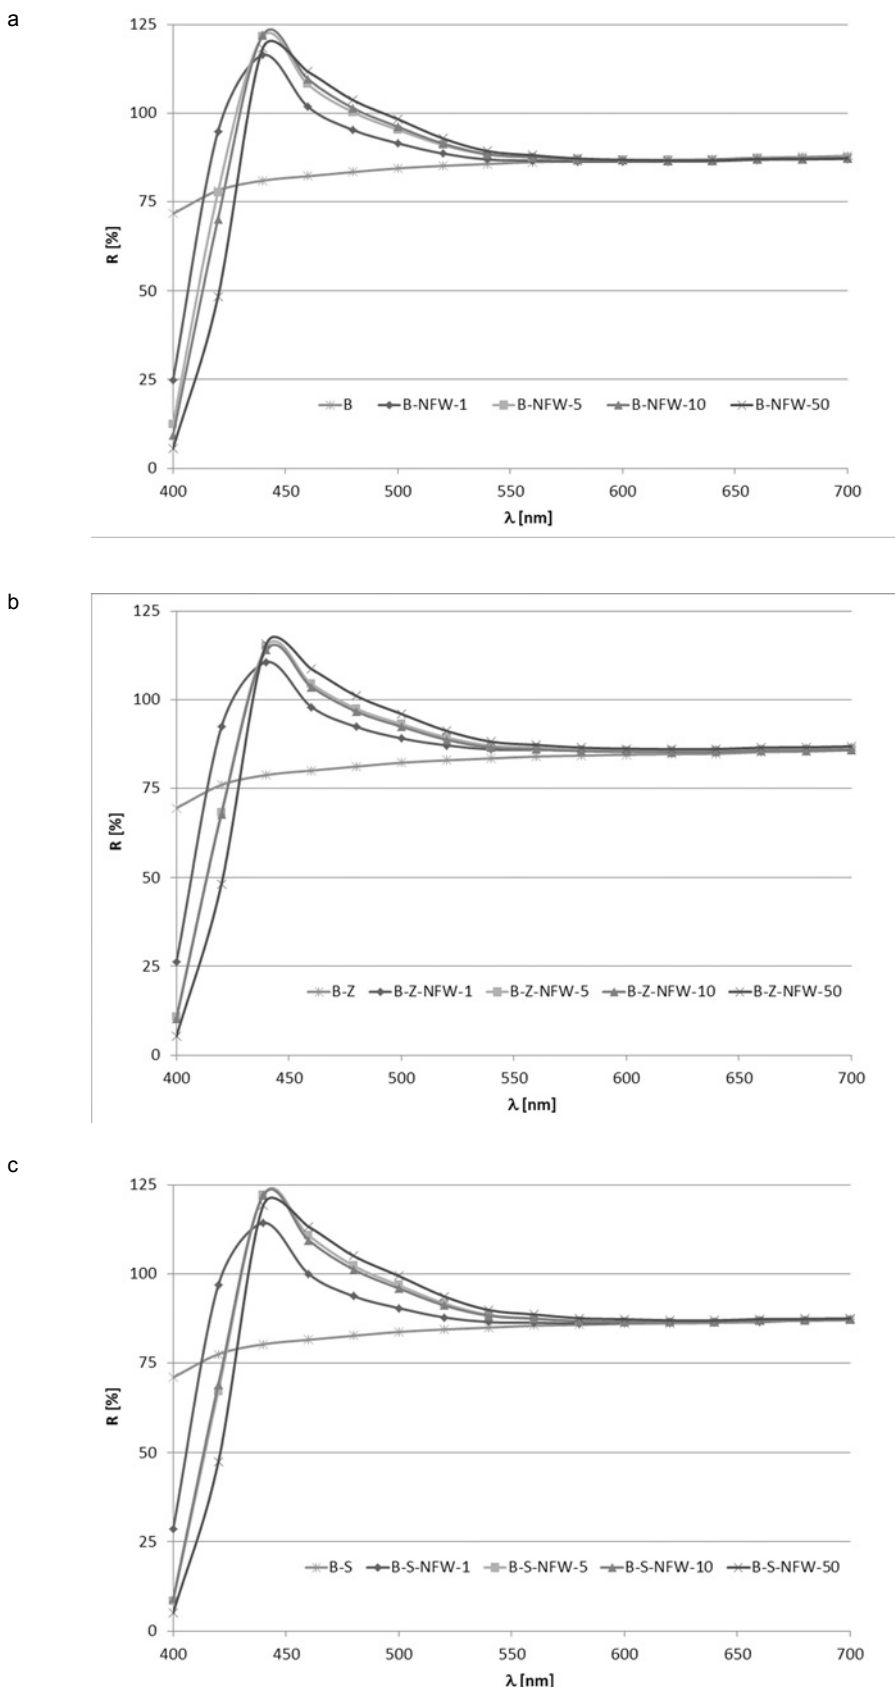 a
125
100
75
50
25
0
R [%]
B B-NFW-1 B-NFW-5 B-NFW-10 B-NFW-50
400 450 500 550 600 650 700
λ [nm]
b
125
100
75
50
25
0
R [%]
B-Z B-Z-NFW-1 B-Z-NFW-5 B-Z-NFW-10 B-Z-NFW-50
400 450 500 550 600 650 700
λ [nm]
c
125
100
75
50
25
0
R [%]
B-S B-S-NFW-1 B-S-NFW-5 B-S-NFW-10 B-S-NFW-50
400 450 500 550 600 650 700
λ [nm]